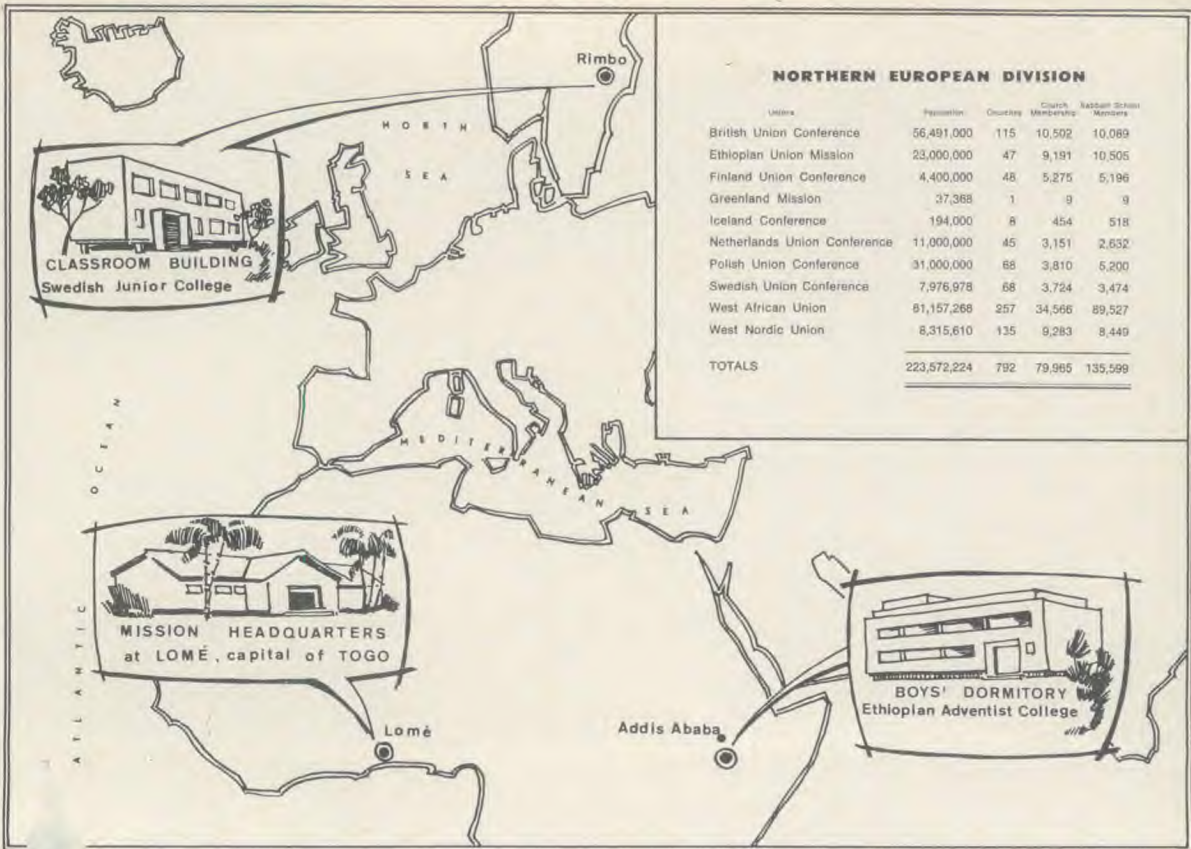 Rimbo
NORTH
SEA
CLASSROOM BUILDING
Swedish Junior College
NORTHERN EUROPEAN DIVISION
Unions Population Churches Church Membership Sabbath School Members
British Union Conference 56,491,000 115 10,502 10,089
Ethiopian Union Mission 23,000,000 47 9,191 10,505
Finland Union Conference 4,400,000 48 5,275 5,196
Greenland Mission 37,368 1 9 9
Iceland Conference 194,000 8 454 518
Netherlands Union Conference 11,000,000 45 3,151 2,632
Polish Union Conference 31,000,000 68 3,810 5,200
Swedish Union Conference 7,976,978 68 3,724 3,474
West African Union 81,157,268 257 34,566 89,527
West Nordic Union 8,315,610 135 9,283 8,449
TOTALS 223,572,224 792 79,965 135,599
ATLANTIC OCEAN
MEDITERRANEAN SEA
MISSION HEADQUARTERS
at LOMÉ, capital of TOGO
Lomé
Addis Ababa
BOYS' DORMITORY
Ethiopian Adventist College